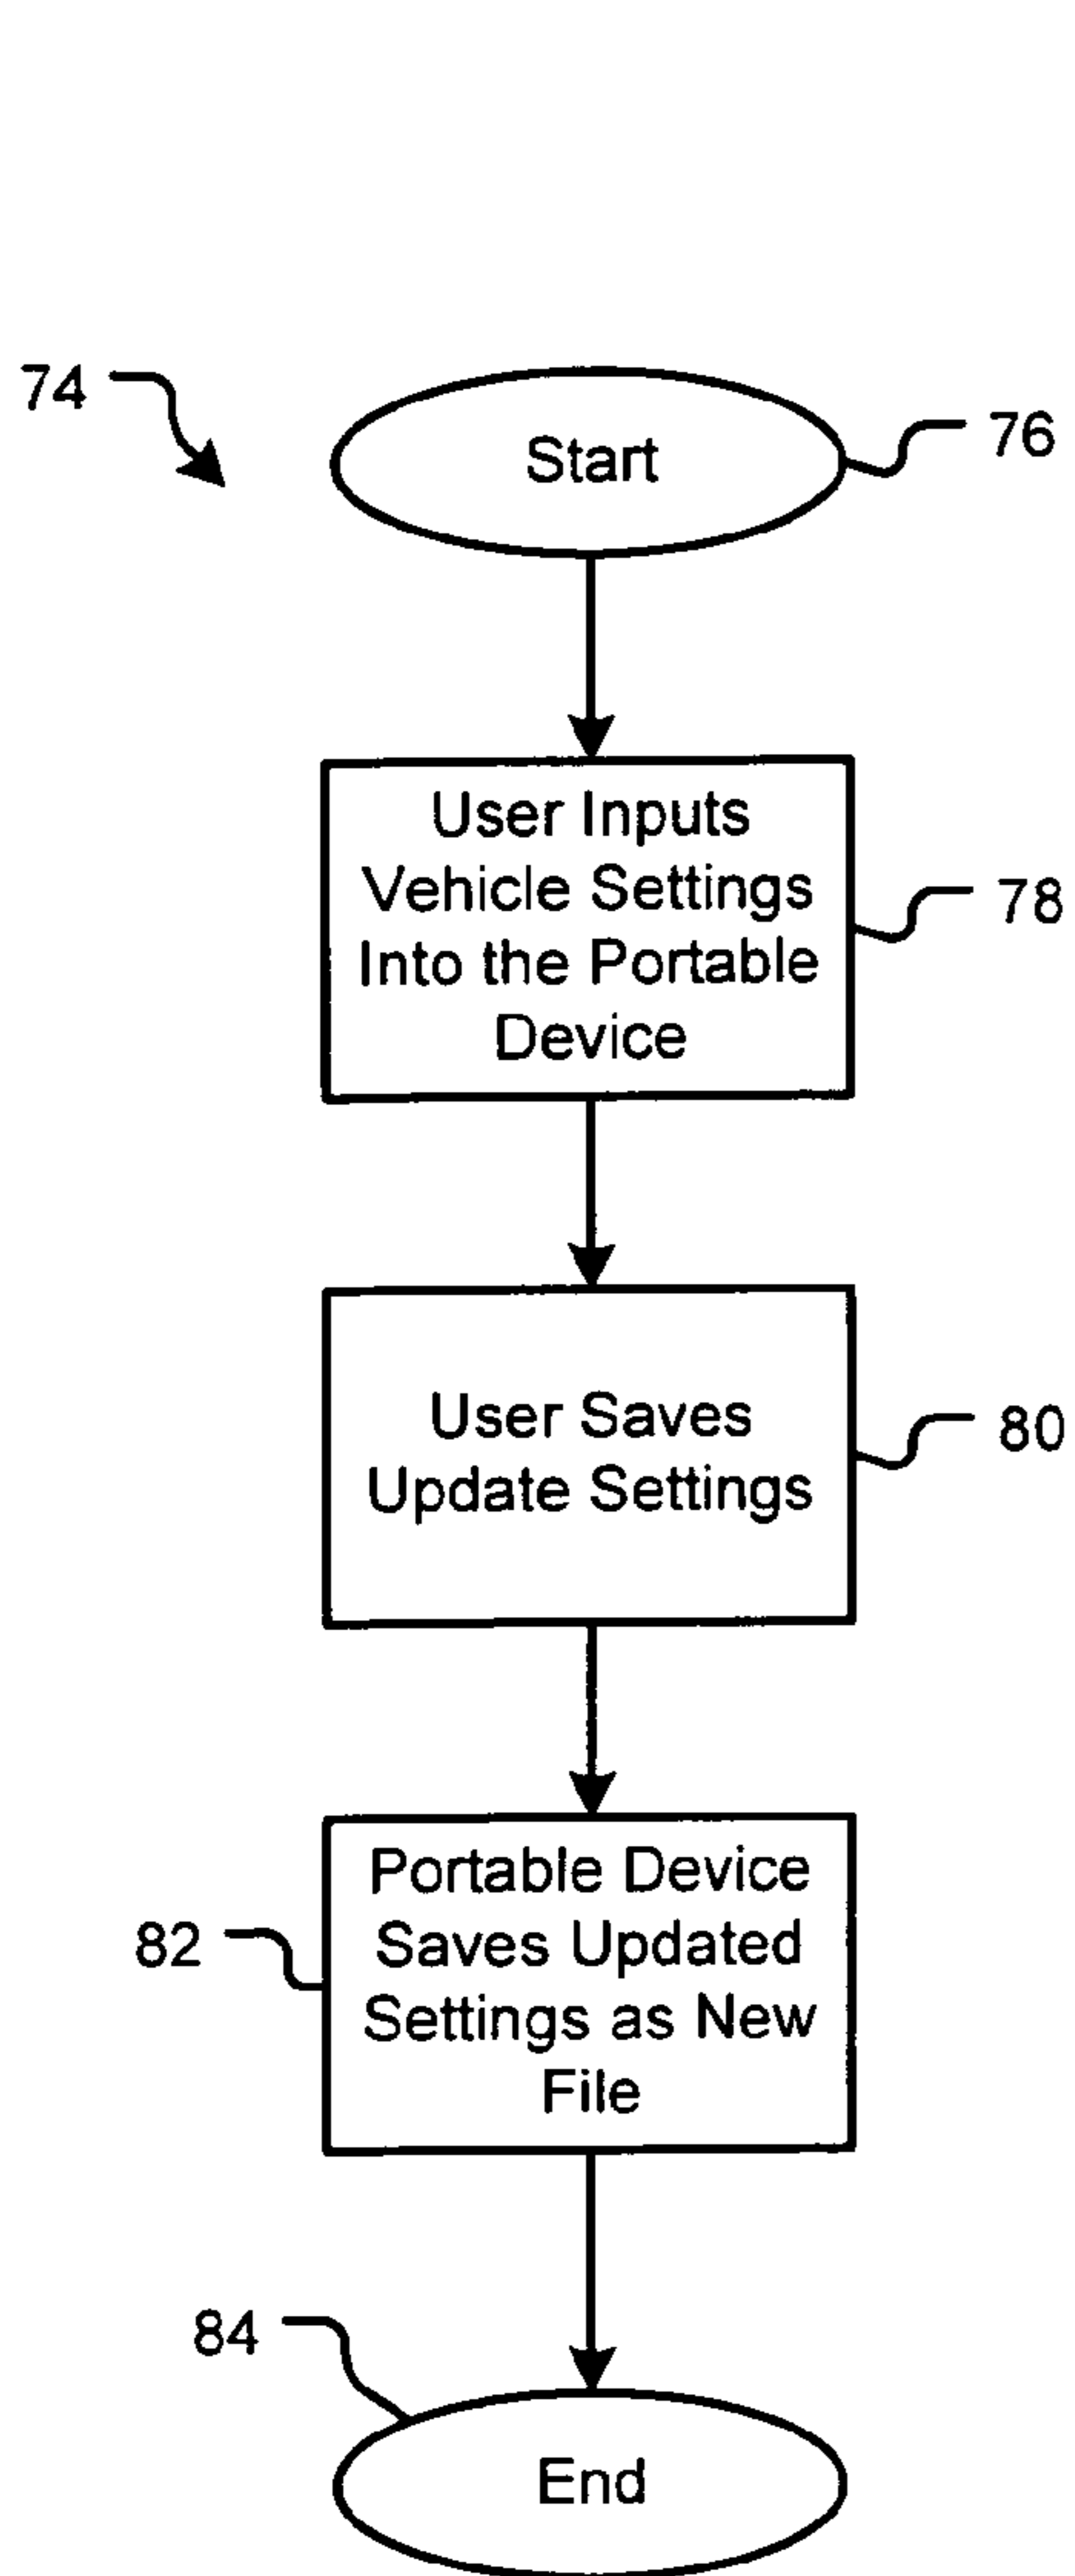 74
Start
76
User Inputs
Vehicle Settings
Into the Portable
Device
78
User Saves
Update Settings
80
Portable Device
Saves Updated
Settings as New
File
82
84
End